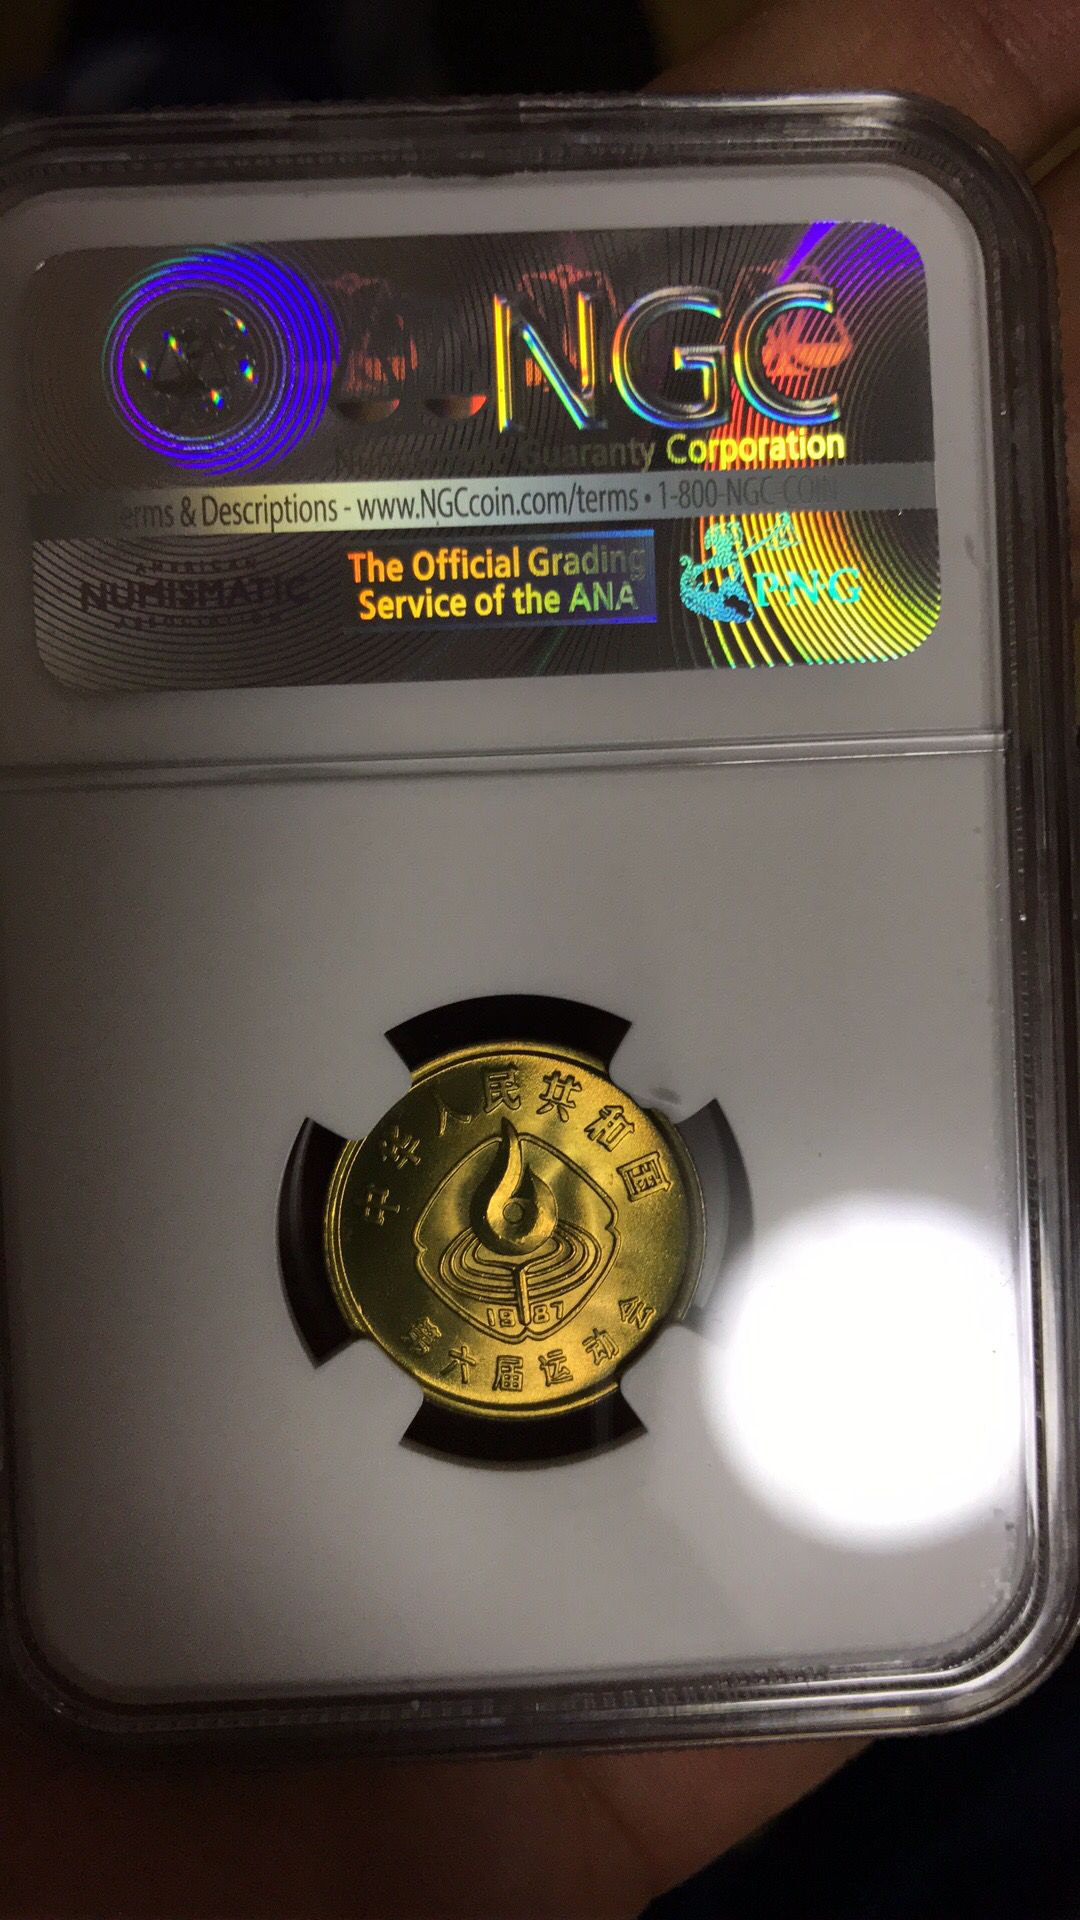 NGC
Guaranty Corporation
erms & Descriptions - www.NGCcoin.com/terms • 1-800-NGC-COIN
AMERICAN
NUMISMATIC
The Official Grading
Service of the ANA
PNG
中华人民共和国
1987
第六届运动会